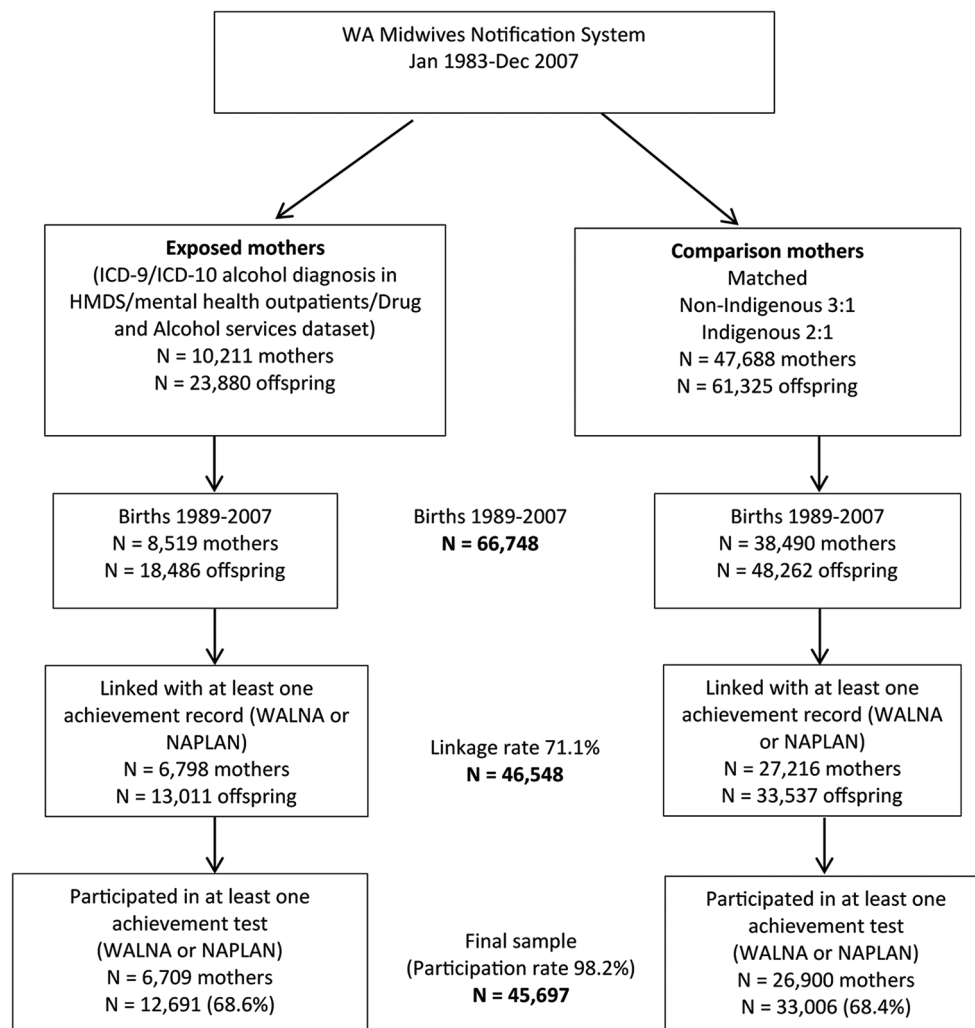 WA Midwives Notification System
Jan 1983-Dec 2007
Exposed mothers
(ICD-9/ICD-10 alcohol diagnosis in
HMDS/mental health outpatients/Drug
and Alcohol services dataset)
N = 10,211 mothers
N = 23,880 offspring
Comparison mothers
Matched
Non-Indigenous 3:1
Indigenous 2:1
N = 47,688 mothers
N = 61,325 offspring
Births 1989-2007
N = 8,519 mothers
N = 18,486 offspring
Births 1989-2007
N = 66,748
Births 1989-2007
N = 38,490 mothers
N = 48,262 offspring
Linked with at least one
achievement record (WALNA or
NAPLAN)
N = 6,798 mothers
N = 13,011 offspring
Linkage rate 71.1%
N = 46,548
Linked with at least one
achievement record (WALNA
or NAPLAN)
N = 27,216 mothers
N = 33,537 offspring
Participated in at least one
achievement test
(WALNA or NAPLAN)
N = 6,709 mothers
N = 12,691 (68.6%)
Final sample
(Participation rate 98.2%)
N = 45,697
Participated in at least one
achievement test
(WALNA or NAPLAN)
N = 26,900 mothers
N = 33,006 (68.4%)